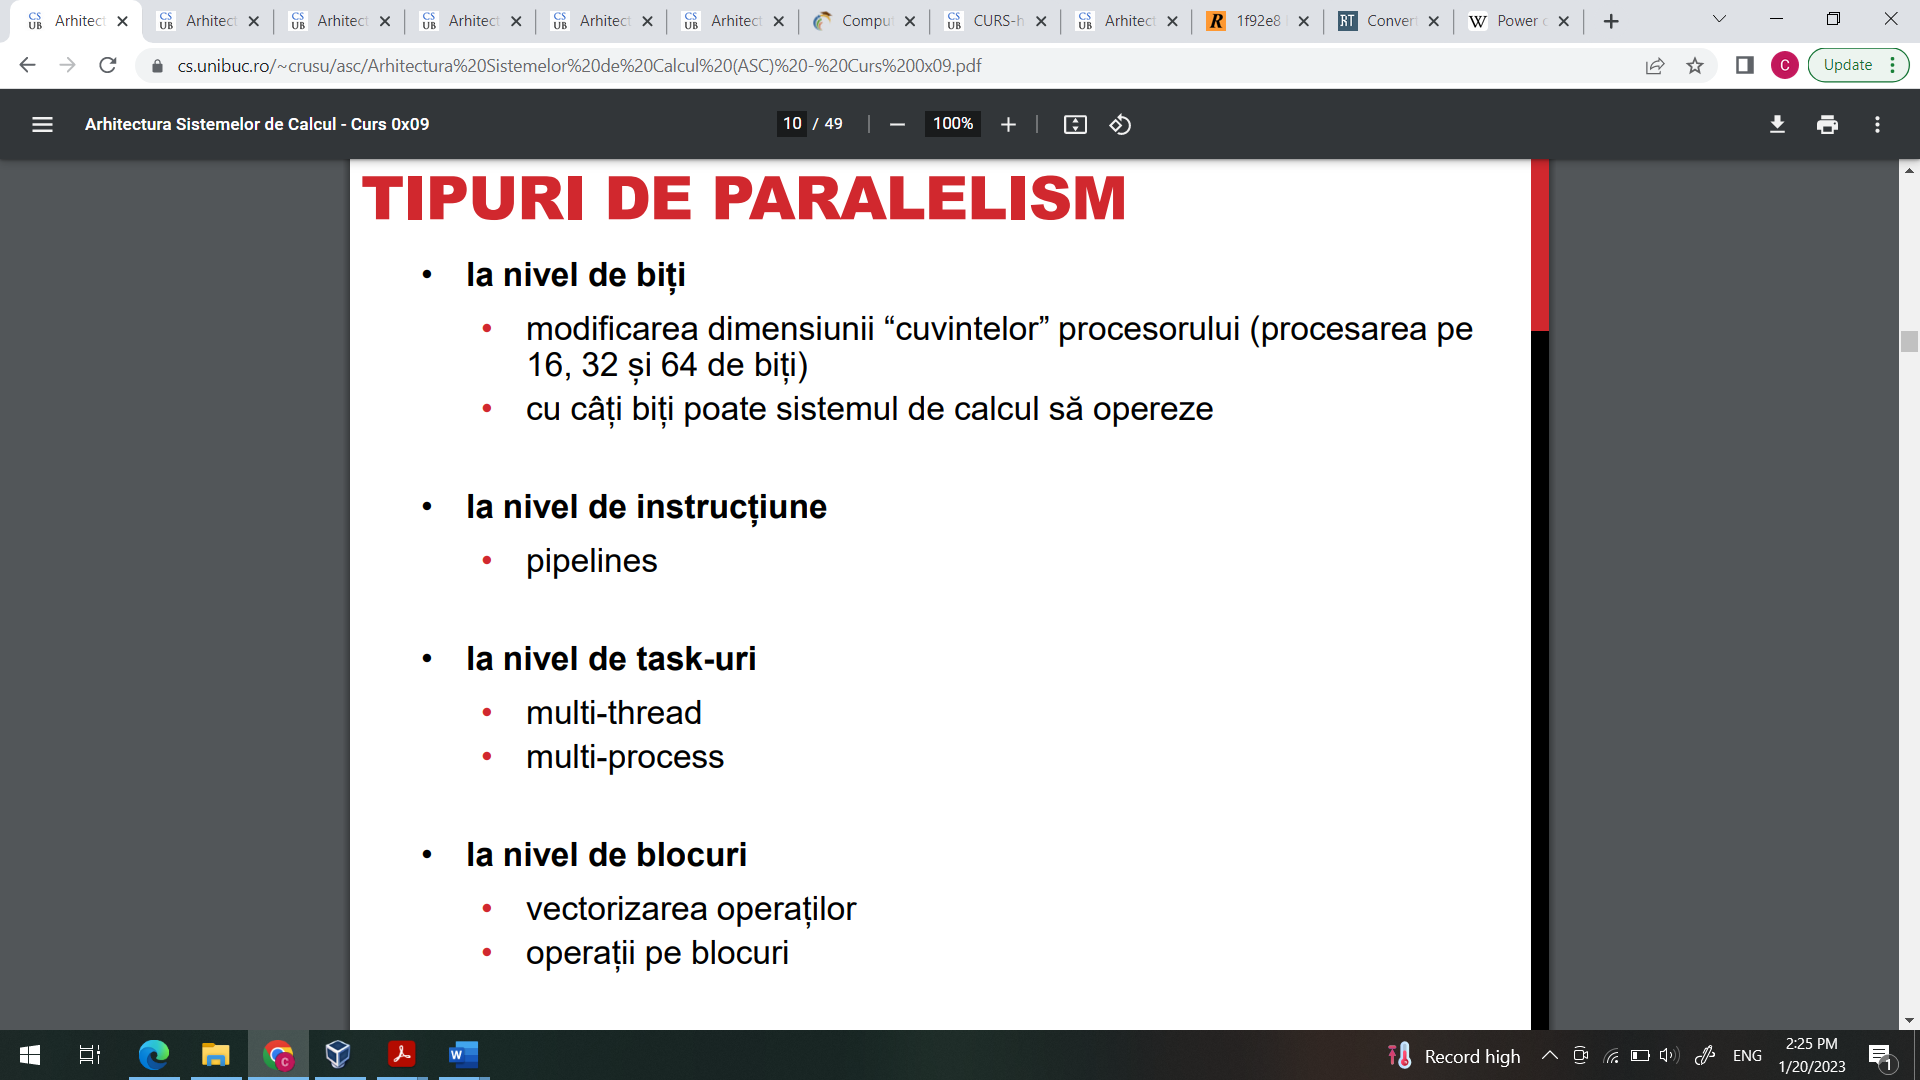 Arhitect
Arhitect
Arhitect
Arhitect
Arhitect
Arhitect
Comput
CURS-h
Arhitect
1f92e8
Convert
Power o
cs.unibuc.ro/~crusu/asc/Arhitectura%20Sistemelor%20de%20Calcul%20(ASC)%20-%20Curs%200x09.pdf
C
Update
Arhitectura Sistemelor de Calcul - Curs 0x09
10 / 49
100%
TIPURI DE PARALELISM
• la nivel de biți
• modificarea dimensiunii “cuvintelor” procesorului (procesarea pe
16, 32 și 64 de biți)
• cu câți biți poate sistemul de calcul să opereze
• la nivel de instrucțiune
• pipelines
• la nivel de task-uri
• multi-thread
• multi-process
• la nivel de blocuri
• vectorizarea operaților
• operații pe blocuri
Record high
ENG
2:25 PM
1/20/2023
1